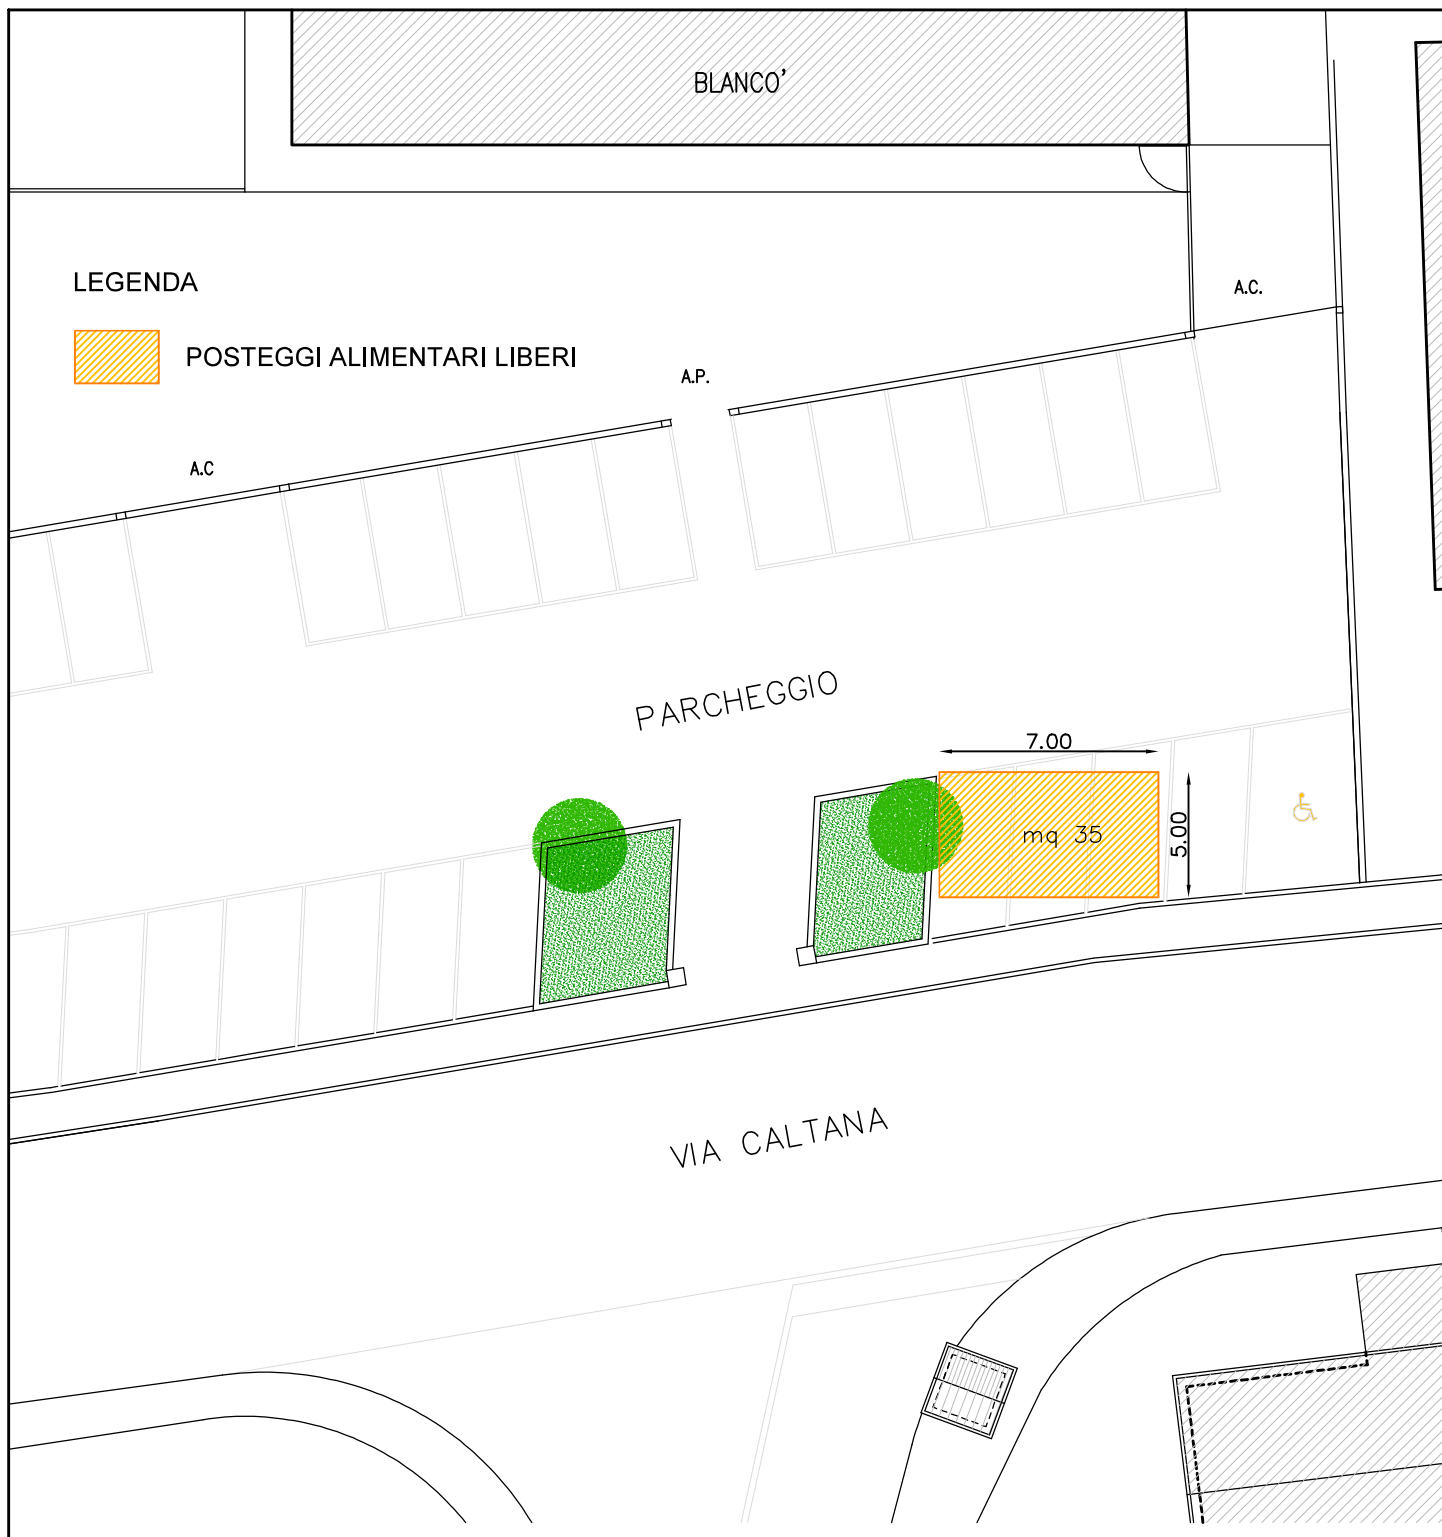 BLANCO'
LEGENDA
A.C.
POSTEGGI ALIMENTARI LIBERI
A.P.
A.C
PARCHEGGIO
7.00
mq 35
5.00
VIA CALTANA